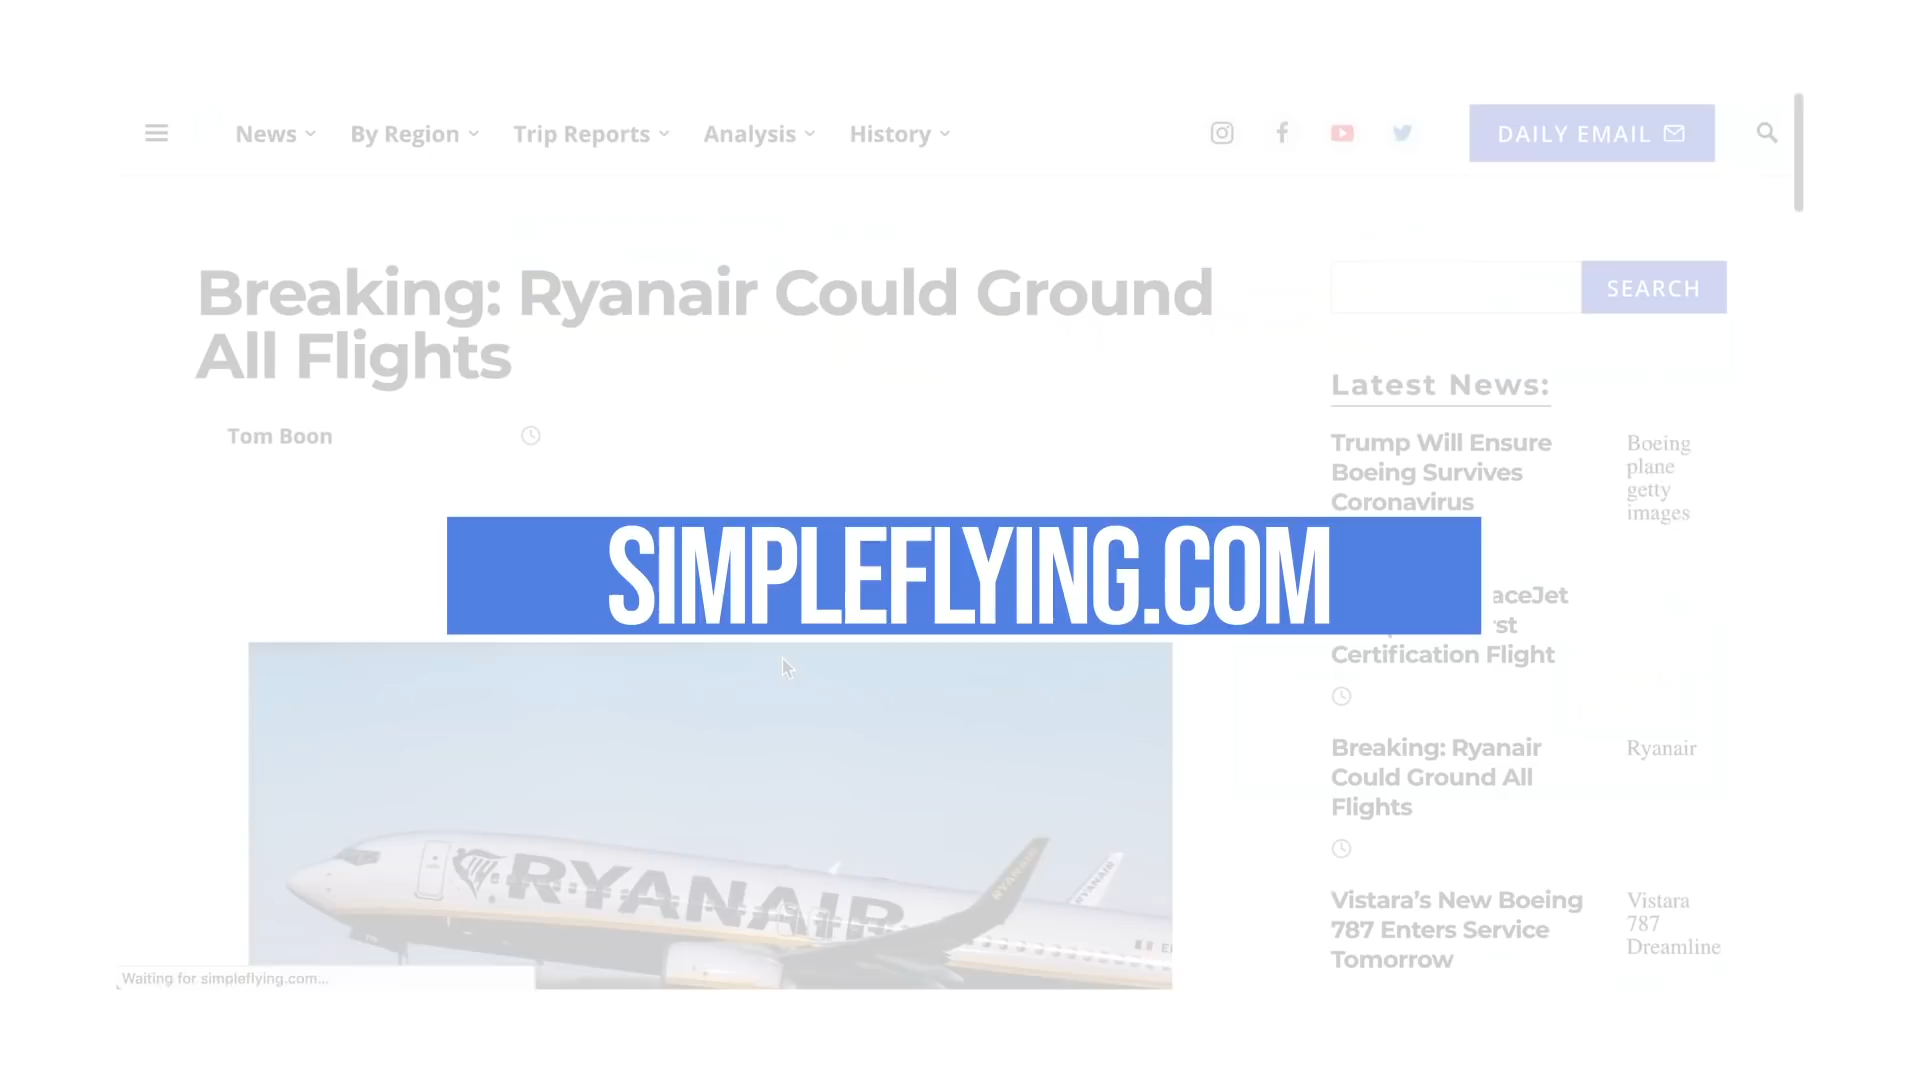 News
By Region
Trip Reports
Analysis
History
DAILY EMAIL
Breaking: Ryanair Could Ground
All Flights
SEARCH
Tom Boon
Latest News:
Trump Will Ensure
Boeing Survives
Coronavirus
Boeing
plane
getty
images
SIMPLEFLYING.COM
aceJet
rst
Certification Flight
Breaking: Ryanair
Could Ground All
Flights
Ryanair
Vistara's New Boeing
787 Enters Service
Tomorrow
Vistara
787
Dreamline
RYANAIR
RYANAIR
RYANAIR
Waiting for simpleflying.com...